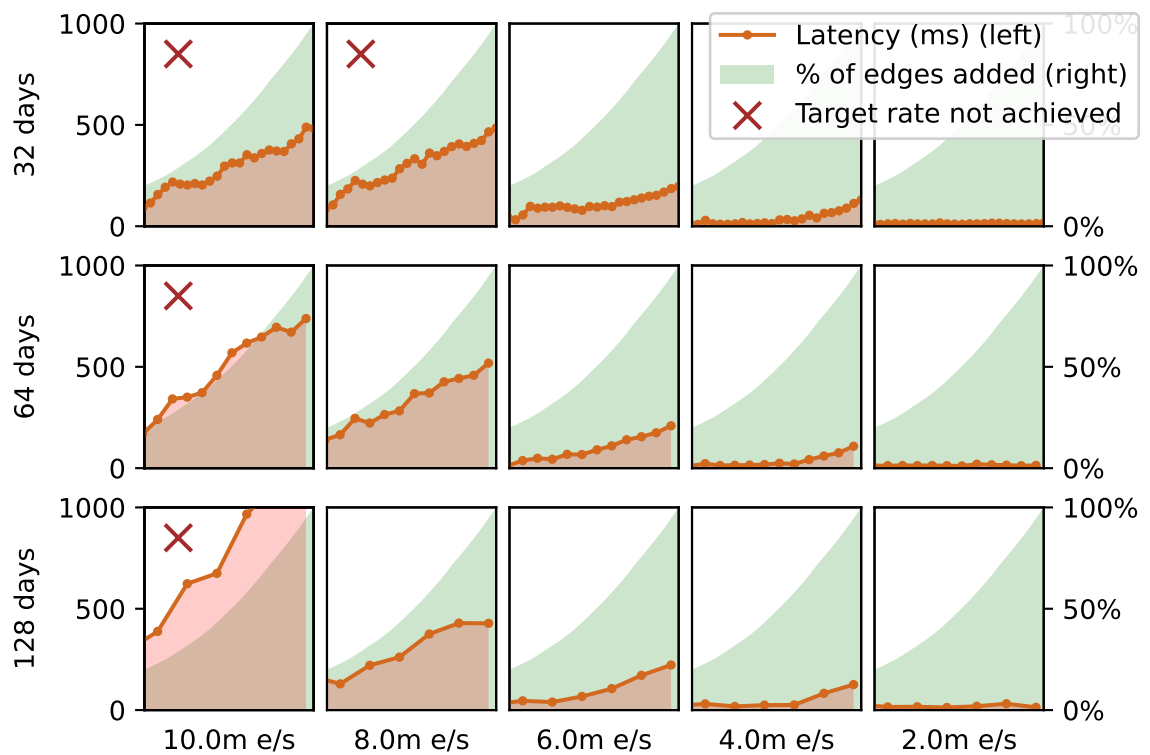 1000
500
0
32 days
Latency (ms) (left)
% of edges added (right)
Target rate not achieved
100%
50%
0%
1000
500
0
64 days
100%
50%
0%
1000
500
0
128 days
100%
50%
0%
10.0m e/s
8.0m e/s
6.0m e/s
4.0m e/s
2.0m e/s